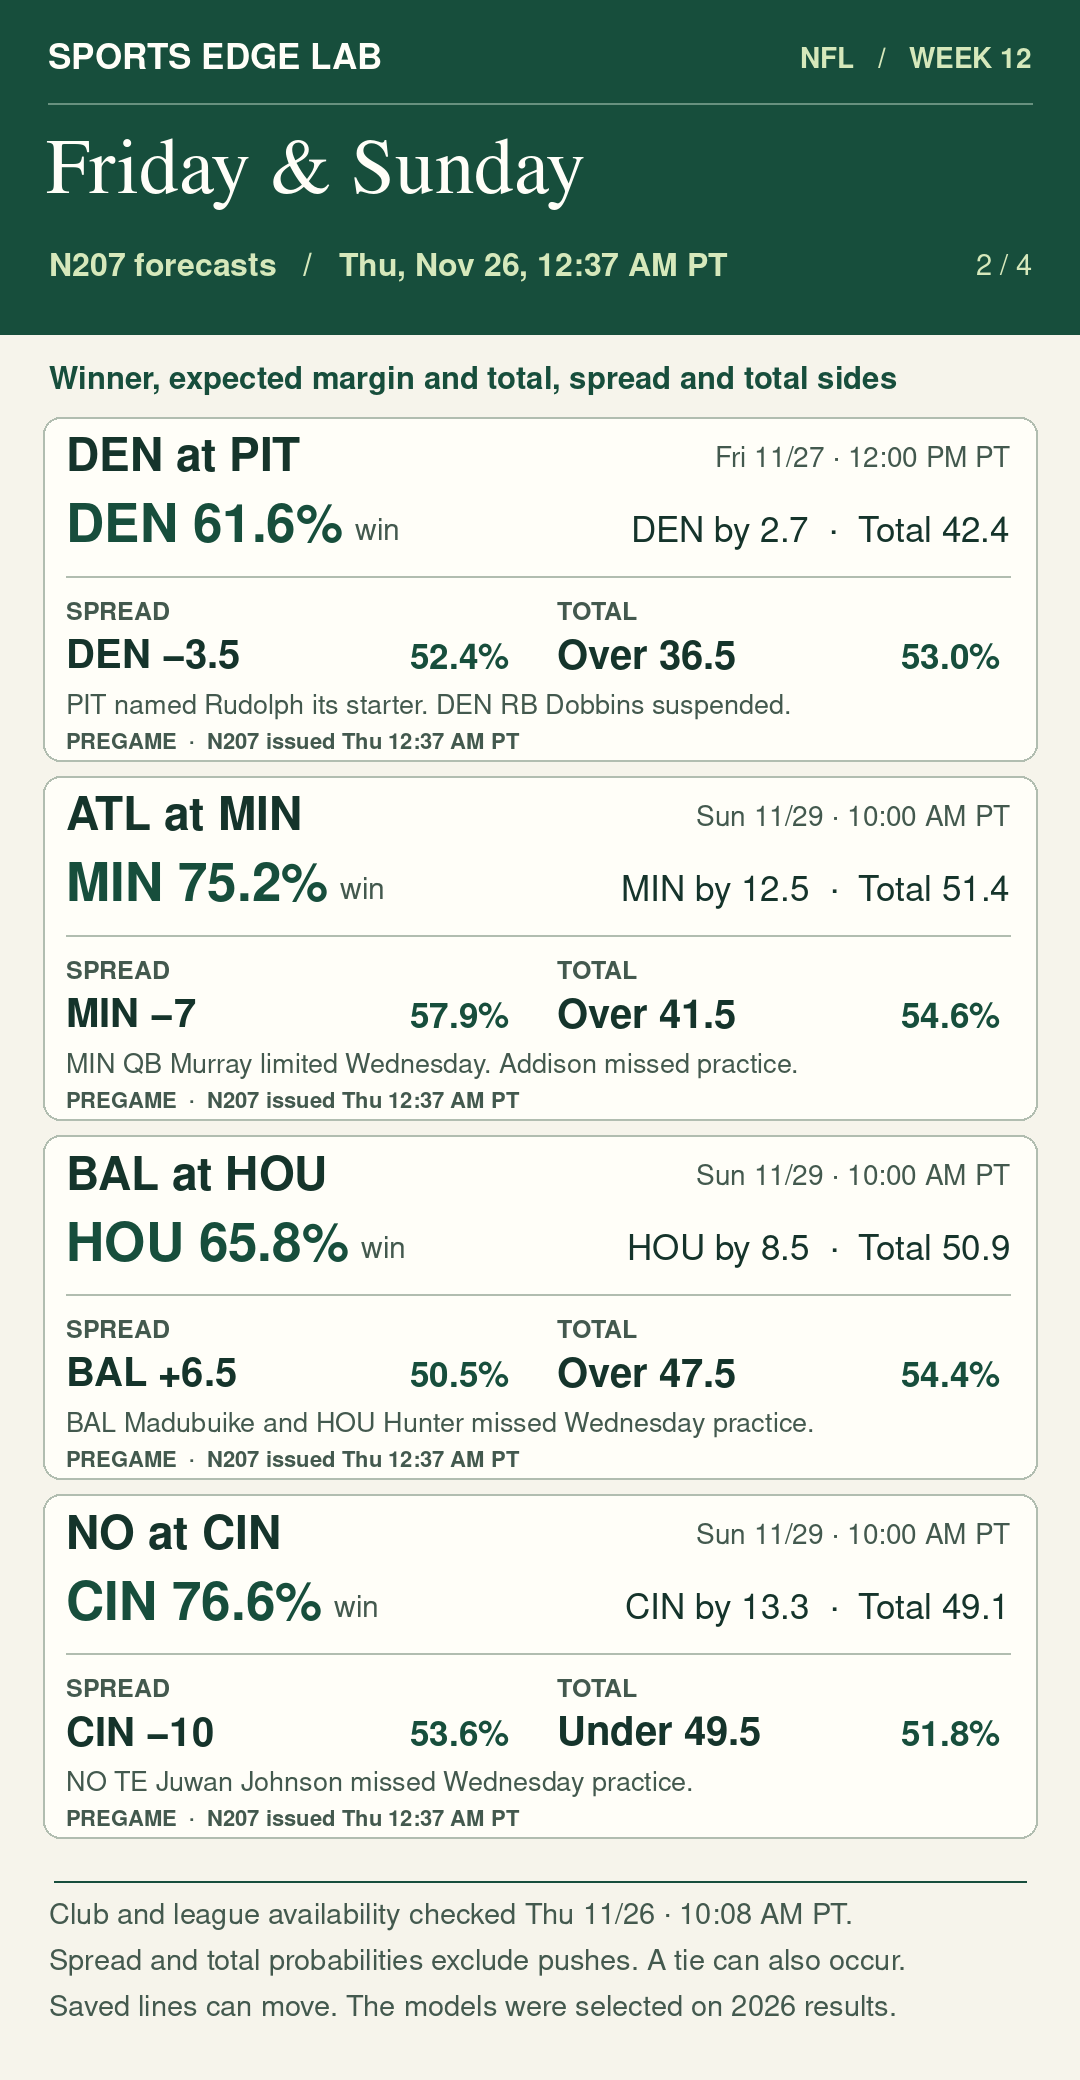 SPORTS EDGE LAB
NFL / WEEK 12
Friday & Sunday
N207 forecasts / Thu, Nov 26, 12:37 AM PT
2 / 4
Winner, expected margin and total, spread and total sides
DEN at PIT
Fri 11/27 · 12:00 PM PT
DEN 61.6% win
DEN by 2.7 · Total 42.4
SPREAD
TOTAL
DEN −3.5 52.4%
Over 36.5 53.0%
PIT named Rudolph its starter. DEN RB Dobbins suspended.
PREGAME · N207 issued Thu 12:37 AM PT
ATL at MIN
Sun 11/29 · 10:00 AM PT
MIN 75.2% win
MIN by 12.5 · Total 51.4
SPREAD
TOTAL
MIN −7 57.9%
Over 41.5 54.6%
MIN QB Murray limited Wednesday. Addison missed practice.
PREGAME · N207 issued Thu 12:37 AM PT
BAL at HOU
Sun 11/29 · 10:00 AM PT
HOU 65.8% win
HOU by 8.5 · Total 50.9
SPREAD
TOTAL
BAL +6.5 50.5%
Over 47.5 54.4%
BAL Madubuike and HOU Hunter missed Wednesday practice.
PREGAME · N207 issued Thu 12:37 AM PT
NO at CIN
Sun 11/29 · 10:00 AM PT
CIN 76.6% win
CIN by 13.3 · Total 49.1
SPREAD
TOTAL
CIN −10 53.6%
Under 49.5 51.8%
NO TE Juwan Johnson missed Wednesday practice.
PREGAME · N207 issued Thu 12:37 AM PT
Club and league availability checked Thu 11/26 · 10:08 AM PT.
Spread and total probabilities exclude pushes. A tie can also occur.
Saved lines can move. The models were selected on 2026 results.